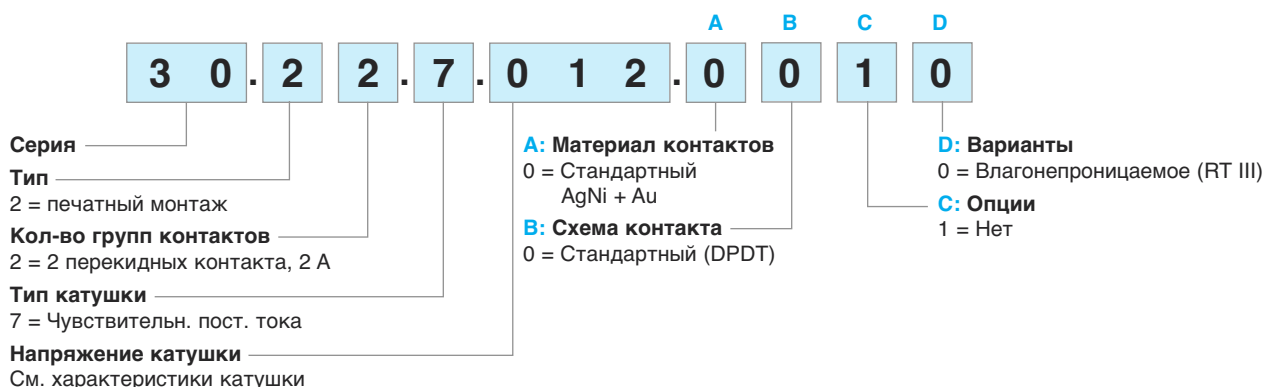 A B C D
3 0 . 2 2 . 7 . 0 1 2 . 0 0 1 0
Серия
Тип
2 = печатный монтаж
Кол-во групп контактов
2 = 2 перекидных контакта, 2 А
Тип катушки
7 = Чувствительн. пост. тока
Напряжение катушки
См. характеристики катушки
A: Материал контактов
0 = Стандартный
AgNi + Au
B: Схема контакта
0 = Стандартный (DPDT)
D: Варианты
0 = Влагонепроницаемое (RT III)
C: Опции
1 = Нет